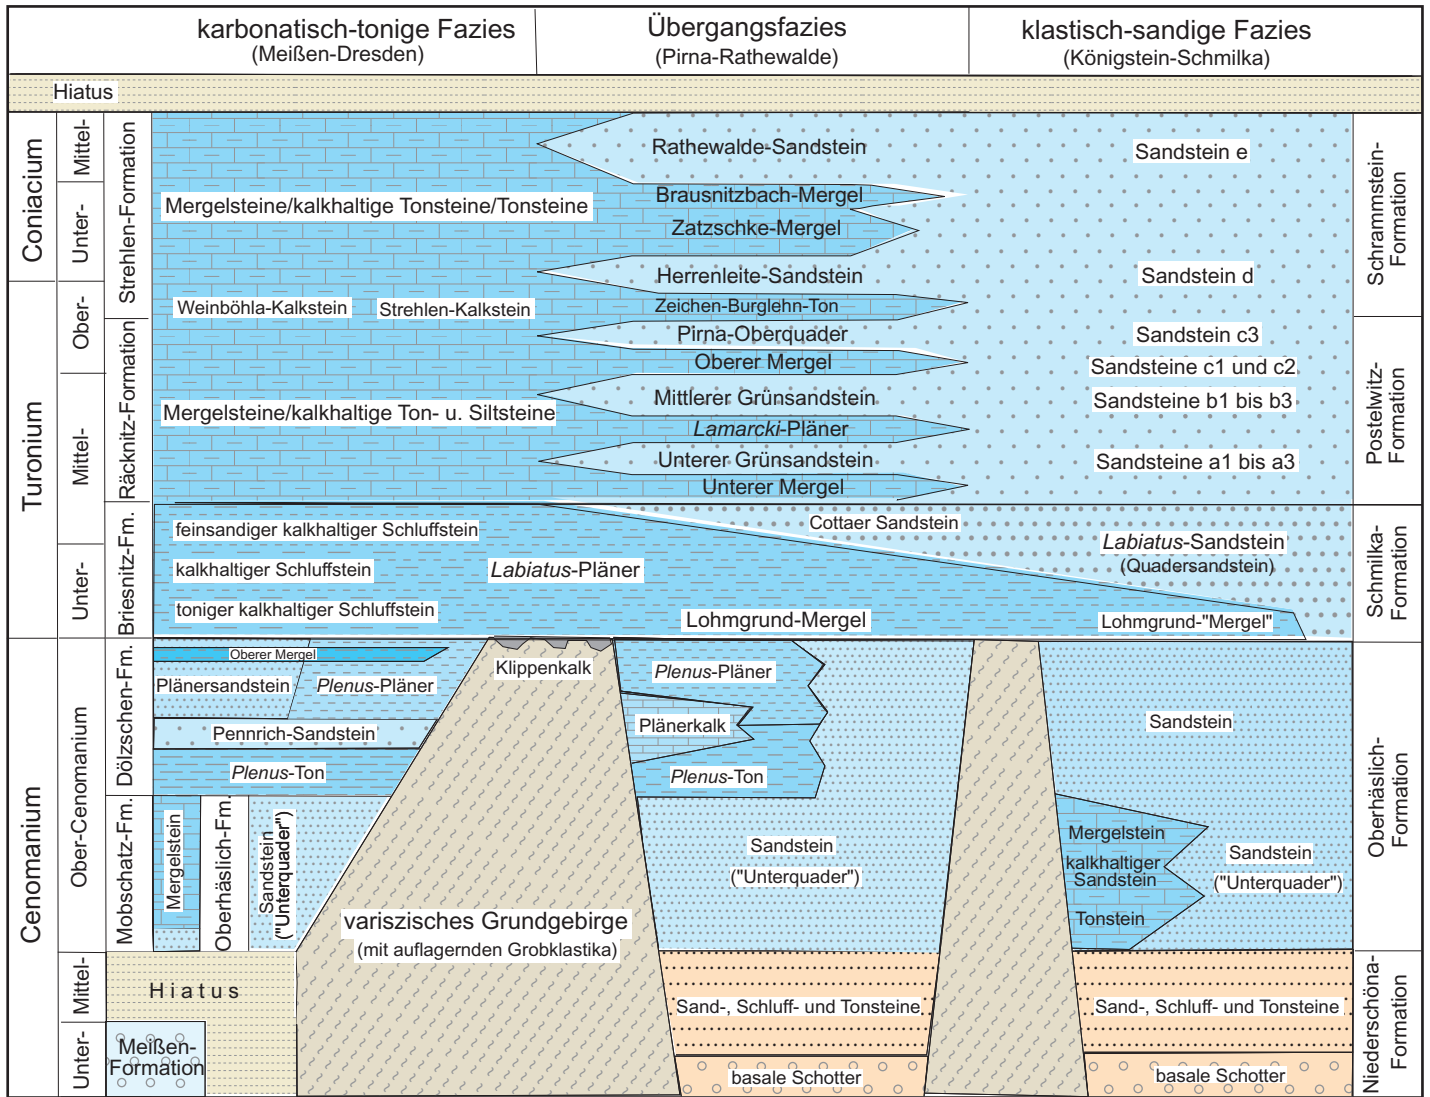 karbonatisch-tonige Fazies
(Meißen-Dresden)
Übergangsfazies
(Pirna-Rathewalde)
klastisch-sandige Fazies
(Königstein-Schmilka)
Hiatus
Coniacium
Mittel-
Unter-
Strehlen-Formation
Turonium
Ober-
Mittel-
Unter-
Räcknitz-Formation
Briesnitz-Fm.
Cenomanium
Ober-Cenomanium
Mittel-
Unter-
Dölzschen-Fm.
Mobschatz-Fm.
Mergelsteine/kalkhaltige Tonsteine/Tonsteine
Weinböhla-Kalkstein
Strehlen-Kalkstein
Mergelsteine/kalkhaltige Ton- u. Siltsteine
Rathewalde-Sandstein
Brausnitzbach-Mergel
Zatzschke-Mergel
Herrenleite-Sandstein
Zeichen-Burglehn-Ton
Pirna-Oberquader
Oberer Mergel
Mittlerer Grünsandstein
Lamarcki-Pläner
Unterer Grünsandstein
Unterer Mergel
Sandstein e
Sandstein d
Sandstein c3
Sandsteine c1 und c2
Sandsteine b1 bis b3
Sandsteine a1 bis a3
Schrammstein-
Formation
Postelwitz-
Formation
Schmilka-
Formation
Oberhäslich-
Formation
Niederschöna-
Formation
feinsandiger kalkhaltiger Schluffstein
kalkhaltiger Schluffstein
toniger kalkhaltiger Schluffstein
Labiatus-Pläner
Lohmgrund-Mergel
Cottaer Sandstein
Labiatus-Sandstein
(Quadersandstein)
Lohmgrund-"Mergel"
Oberer Mergel
Plänersandstein
Plenus-Pläner
Pennrich-Sandstein
Plenus-Ton
Mergelstein
Oberhäslich-Fm.
Sandstein
("Unterquader")
Klippenkalk
Plenus-Pläner
Plänerkalk
Plenus-Ton
Sandstein
("Unterquader")
Sandstein
Mergelstein
kalkhaltiger
Sandstein
Tonstein
Sandstein
("Unterquader")
variszisches Grundgebirge
(mit auflagernden Grobklastika)
Hiatus
Meißen-
Formation
Sand-, Schluff- und Tonsteine
basale Schotter
Sand-, Schluff- und Tonsteine
basale Schotter